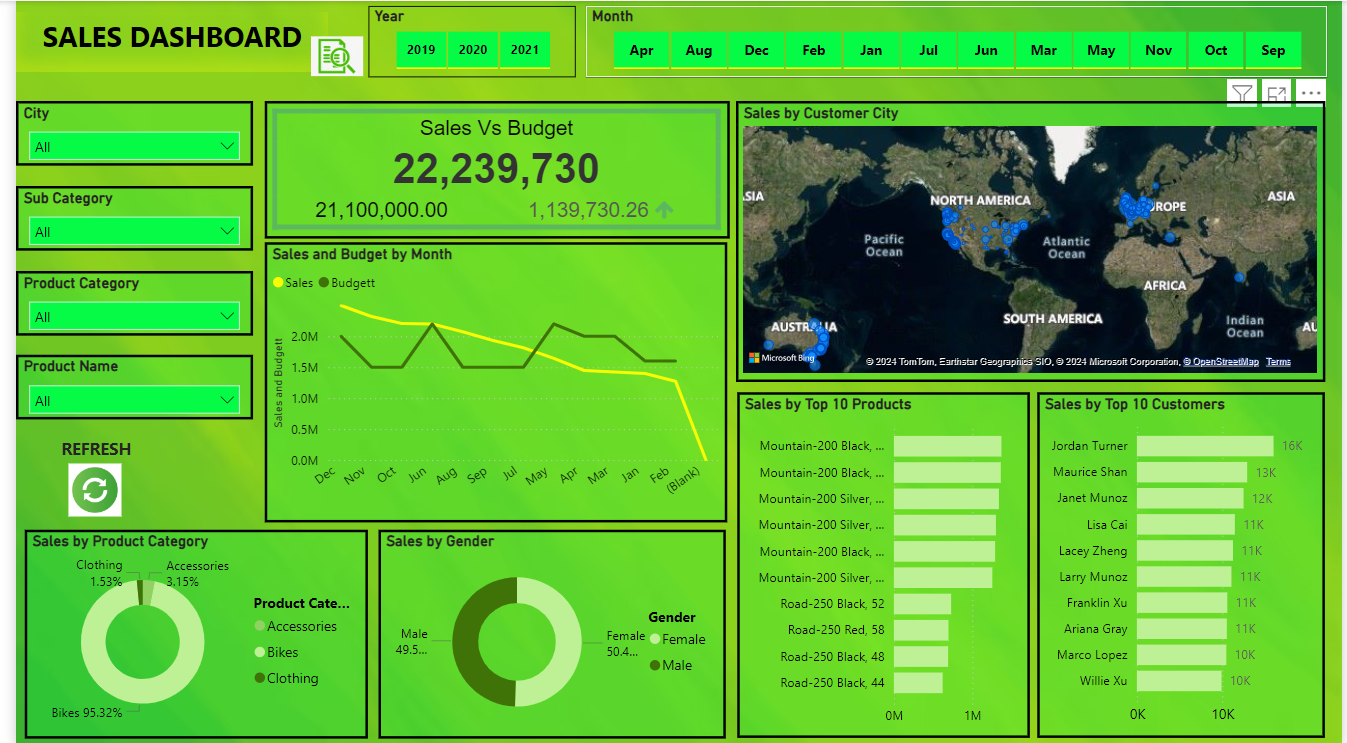 SALES DASHBOARD
Year
2019 2020 2021
Month
Apr Aug Dec Feb Jan Jul Jun Mar May Nov Oct Sep
City
All
Sub Category
All
Product Category
All
Product Name
All
REFRESH
Sales Vs Budget
22,239,730
21,100,000.00 1,139,730.26
Sales and Budget by Month
Sales Budgett
Sales and Budgett
2.0M
1.5M
1.0M
0.5M
0.0M
Dec Nov Oct Jun Aug Sep Jul May Apr Mar Jan Feb (Blank)
Sales by Customer City
ASIA
NORTH AMERICA
EUROPE
ASIA
Pacific
Ocean
Atlantic
Ocean
AFRICA
AUSTRALIA
SOUTH AMERICA
Indian
Ocean
AU
Microsoft Bing
© 2024 TomTom, Earthstar Geographics SIO, © 2024 Microsoft Corporation, © OpenStreetMap Terms
Sales by Product Category
Clothing
1.53%
Accessories
3.15%
Bikes 95.32%
Product Cate...
Accessories
Bikes
Clothing
Sales by Gender
Male
49.5...
Female
50.4...
Gender
Female
Male
Sales by Top 10 Products
Mountain-200 Black, ...
Mountain-200 Black, ...
Mountain-200 Silver, ...
Mountain-200 Silver, ...
Mountain-200 Black, ...
Mountain-200 Silver, ...
Road-250 Black, 52
Road-250 Red, 58
Road-250 Black, 48
Road-250 Black, 44
0M 1M
Sales by Top 10 Customers
Jordan Turner 16K
Maurice Shan 13K
Janet Munoz 12K
Lisa Cai 11K
Lacey Zheng 11K
Larry Munoz 11K
Franklin Xu 11K
Ariana Gray 11K
Marco Lopez 10K
Willie Xu 10K
0K 10K